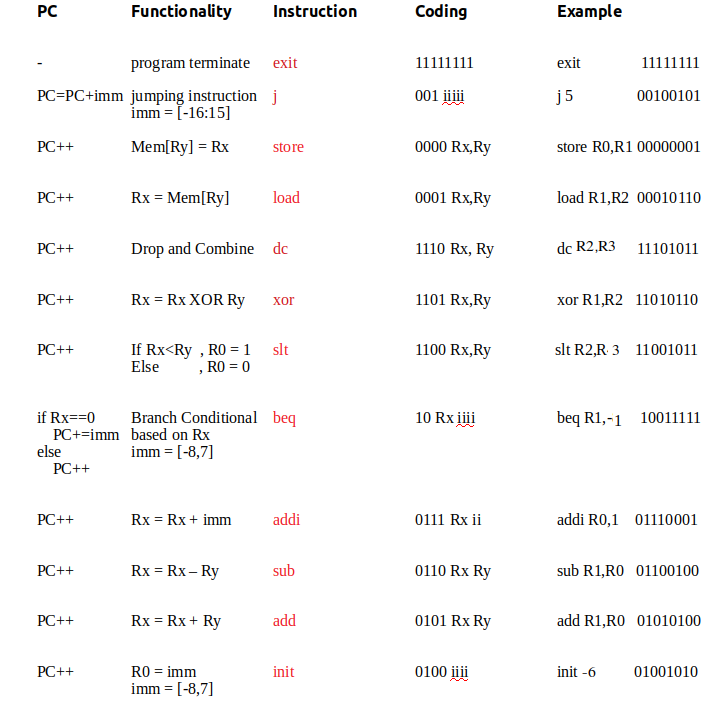 PC Functionality Instruction Coding Example
- program terminate exit 11111111 exit 11111111
PC=PC+imm jumping instruction j 001 iiiii j 5 00100101
imm = [-16:15]
PC++ Mem[Ry] = Rx store 0000 Rx,Ry store R0,R1 00000001
PC++ Rx = Mem[Ry] load 0001 Rx,Ry load R1,R2 00010110
PC++ Drop and Combine dc 1110 Rx, Ry dc R2,R3 11101011
PC++ Rx = Rx XOR Ry xor 1101 Rx,Ry xor R1,R2 11010110
PC++ If Rx<Ry , R0 = 1 slt 1100 Rx,Ry slt R2,R 3 11001011
Else , R0 = 0
if Rx==0 Branch Conditional beq 10 Rx iiii beq R1,-1 10011111
PC+=imm based on Rx
else imm = [-8,7]
PC++
PC++ Rx = Rx + imm addi 0111 Rx ii addi R0,1 01110001
PC++ Rx = Rx – Ry sub 0110 Rx Ry sub R1,R0 01100100
PC++ Rx = Rx + Ry add 0101 Rx Ry add R1,R0 01010100
PC++ R0 = imm init 0100 iiii init -6 01001010
imm = [-8,7]